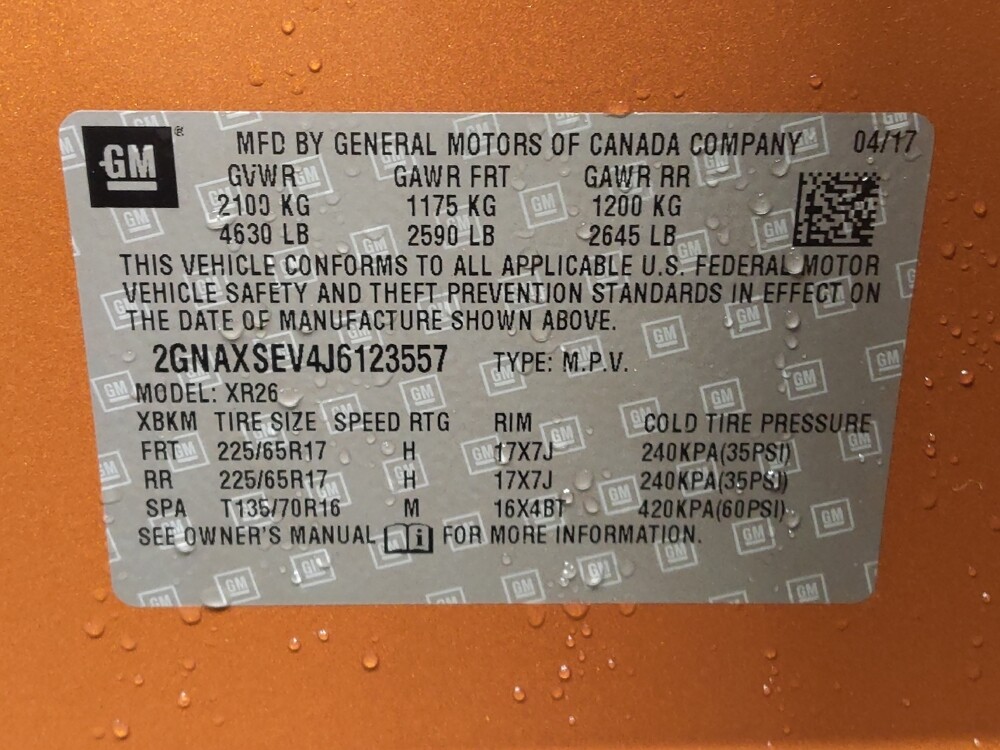 GM®
MFD BY GENERAL MOTORS OF CANADA COMPANY 04/17
GVWR GAWR FRT GAWR RR
2100 KG 1175 KG 1200 KG
4630 LB 2590 LB 2645 LB
THIS VEHICLE CONFORMS TO ALL APPLICABLE U.S. FEDERAL MOTOR
VEHICLE SAFETY AND THEFT PREVENTION STANDARDS IN EFFECT ON
THE DATE OF MANUFACTURE SHOWN ABOVE.
2GNAXSEV4J6123557 TYPE: M.P.V.
MODEL: XR26
XBKM TIRE SIZE SPEED RTG RIM COLD TIRE PRESSURE
FRT 225/65R17 H 17X7J 240KPA(35PSI)
RR 225/65R17 H 17X7J 240KPA(35PSI)
SPA T135/70R16 M 16X4BT 420KPA(60PSI)
SEE OWNER'S MANUAL i FOR MORE INFORMATION.